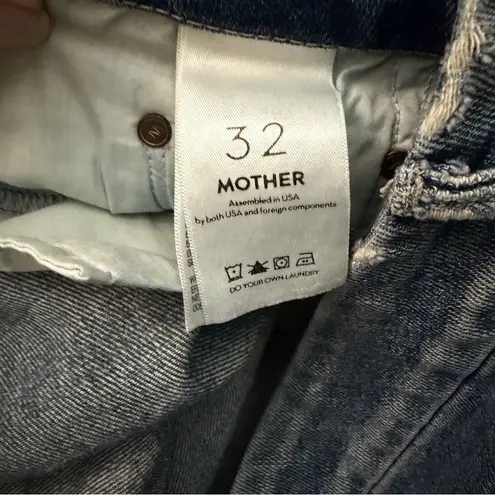 32
MOTHER
Assembled in USA
by both USA and foreign components
DO YOUR OWN LAUNDRY